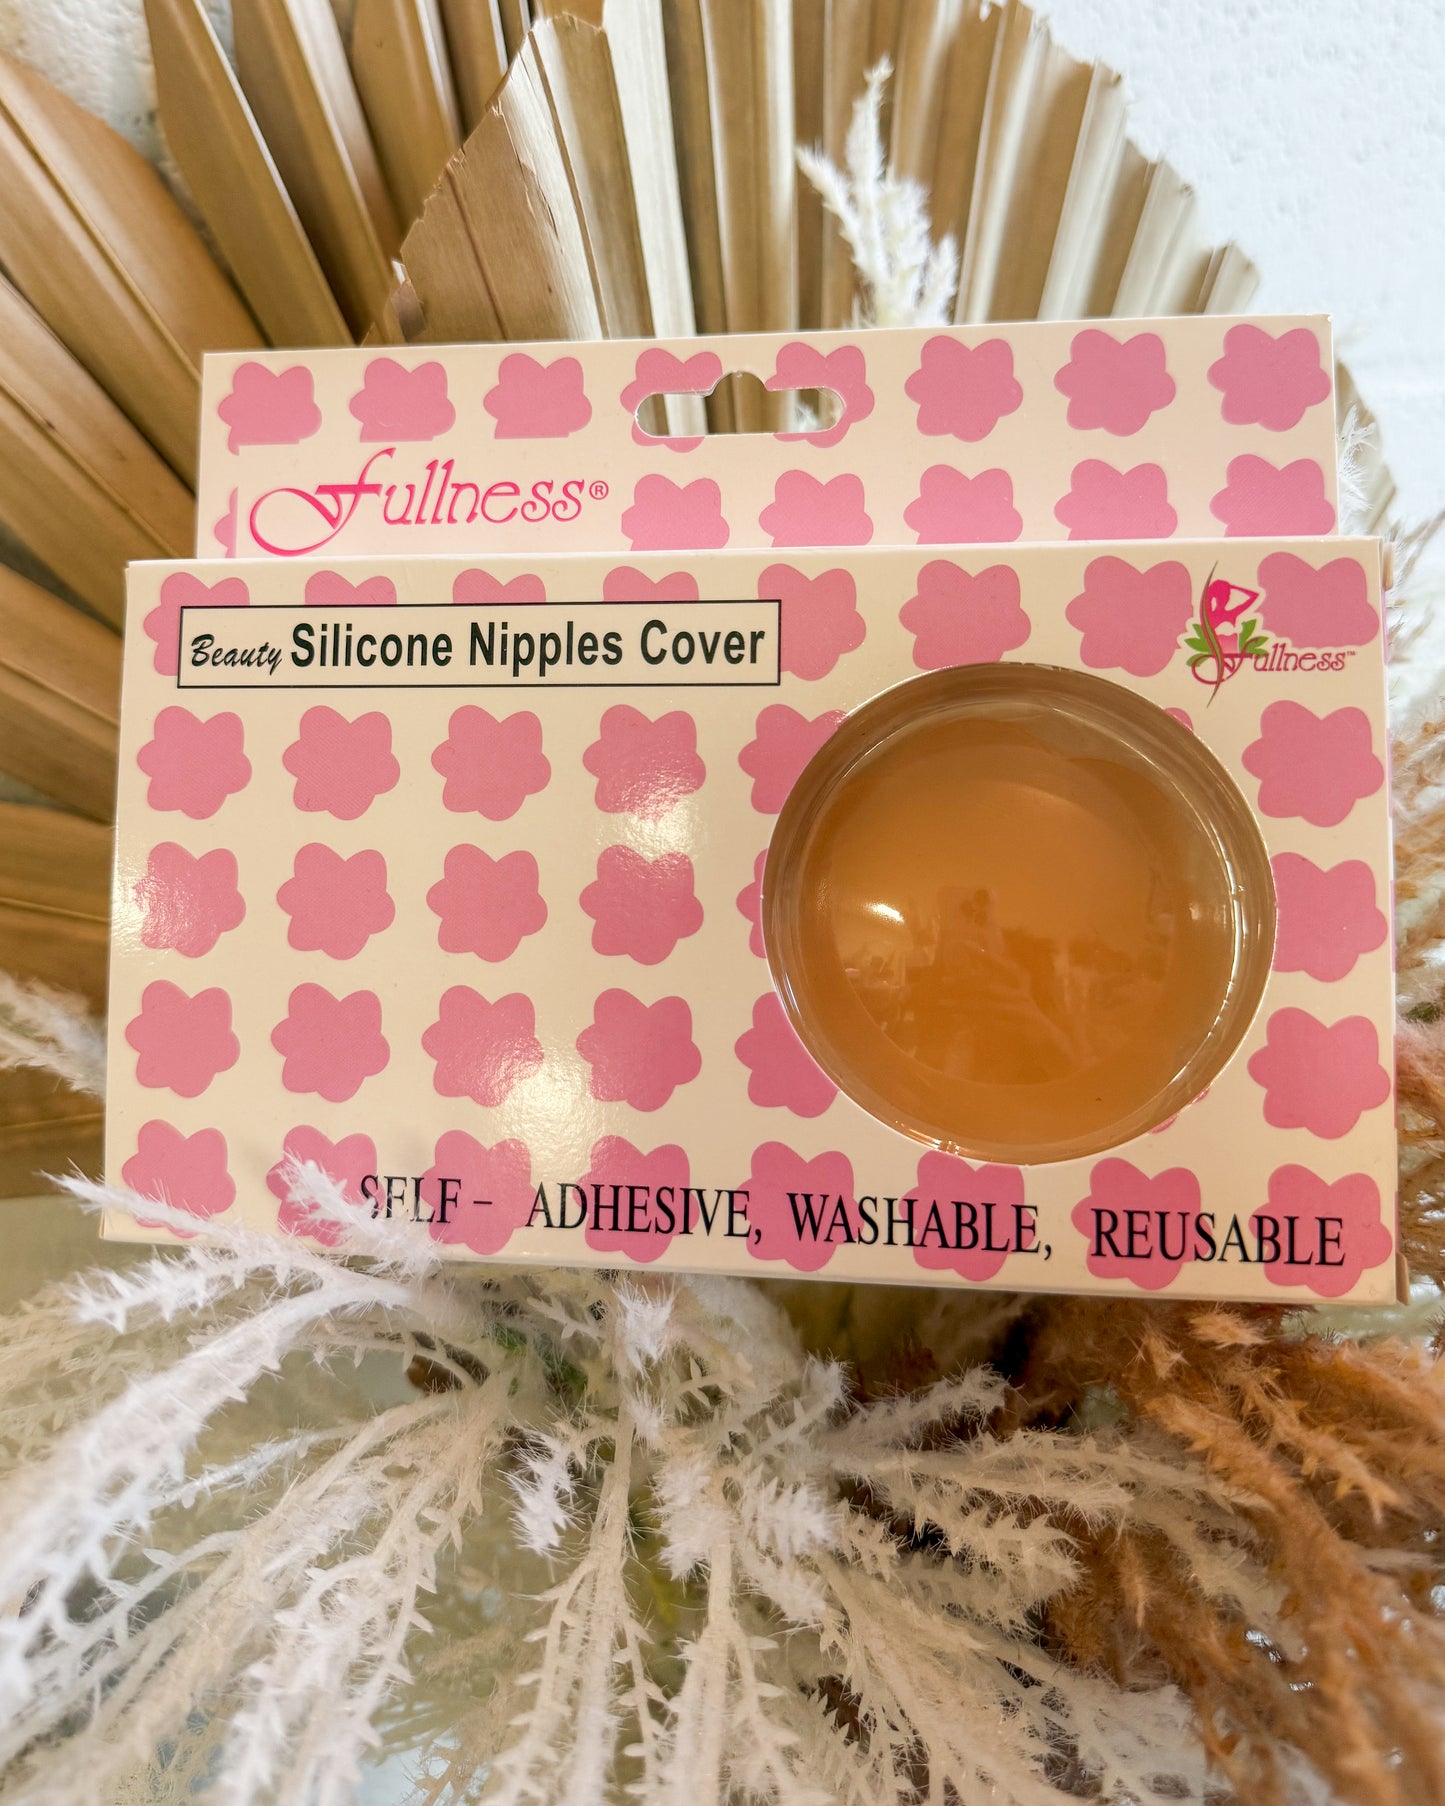 Fullness®
Beauty Silicone Nipples Cover
Fullness™
SELF - ADHESIVE, WASHABLE, REUSABLE